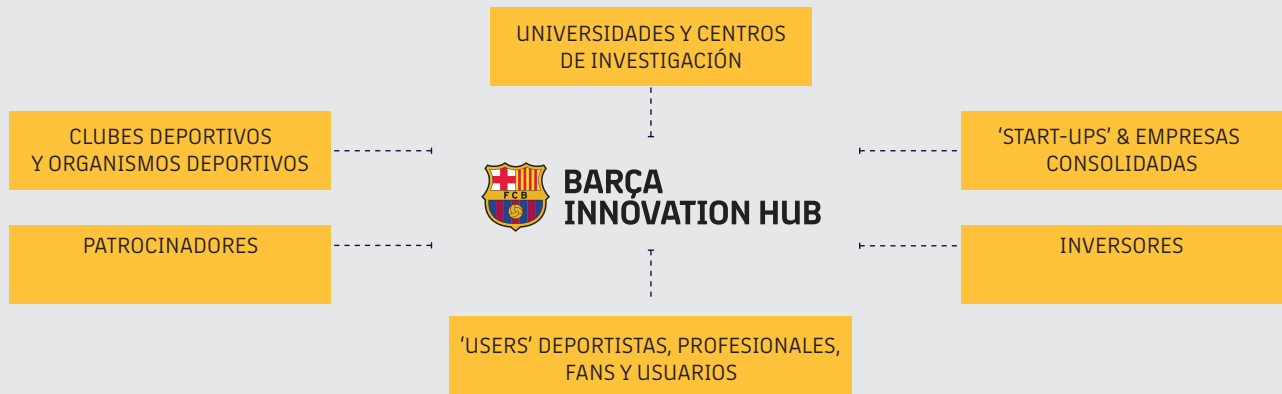 UNIVERSIDADES Y CENTROS
DE INVESTIGACIÓN
CLUBES DEPORTIVOS
Y ORGANISMOS DEPORTIVOS
'START-UPS' & EMPRESAS
CONSOLIDADAS
FCB
BARÇA
INNOVATION HUB
PATROCINADORES
INVERSORES
'USERS' DEPORTISTAS, PROFESIONALES,
FANS Y USUARIOS